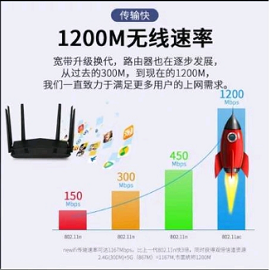 传输快
1200M无线速率
宽带升级换代，路由器也在逐步发展，
从过去的300M，到现在的1200M，
我们一直致力于满足更多用户的上网需求。
1200
Mbps
450
Mbps
300
Mbps
150
Mbps
802.11n
802.11n
802.11ac